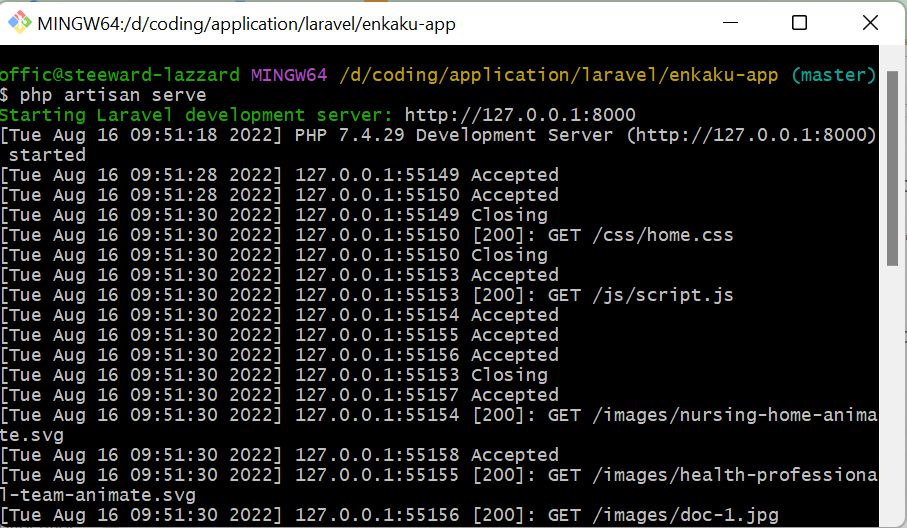 MINGW64:/d/coding/application/laravel/enkaku-app
offic@steeward-lazzard MINGW64 /d/coding/application/laravel/enkaku-app (master)
$ php artisan serve
Starting Laravel development server: http://127.0.0.1:8000
[Tue Aug 16 09:51:18 2022] PHP 7.4.29 Development Server (http://127.0.0.1:8000)
 started
[Tue Aug 16 09:51:28 2022] 127.0.0.1:55149 Accepted
[Tue Aug 16 09:51:28 2022] 127.0.0.1:55150 Accepted
[Tue Aug 16 09:51:30 2022] 127.0.0.1:55149 Closing
[Tue Aug 16 09:51:30 2022] 127.0.0.1:55150 [200]: GET /css/home.css
[Tue Aug 16 09:51:30 2022] 127.0.0.1:55150 Closing
[Tue Aug 16 09:51:30 2022] 127.0.0.1:55153 Accepted
[Tue Aug 16 09:51:30 2022] 127.0.0.1:55153 [200]: GET /js/script.js
[Tue Aug 16 09:51:30 2022] 127.0.0.1:55154 Accepted
[Tue Aug 16 09:51:30 2022] 127.0.0.1:55155 Accepted
[Tue Aug 16 09:51:30 2022] 127.0.0.1:55156 Accepted
[Tue Aug 16 09:51:30 2022] 127.0.0.1:55153 Closing
[Tue Aug 16 09:51:30 2022] 127.0.0.1:55157 Accepted
[Tue Aug 16 09:51:30 2022] 127.0.0.1:55154 [200]: GET /images/nursing-home-anima
te.svg
[Tue Aug 16 09:51:30 2022] 127.0.0.1:55158 Accepted
[Tue Aug 16 09:51:30 2022] 127.0.0.1:55155 [200]: GET /images/health-professiona
l-team-animate.svg
[Tue Aug 16 09:51:30 2022] 127.0.0.1:55156 [200]: GET /images/doc-1.jpg